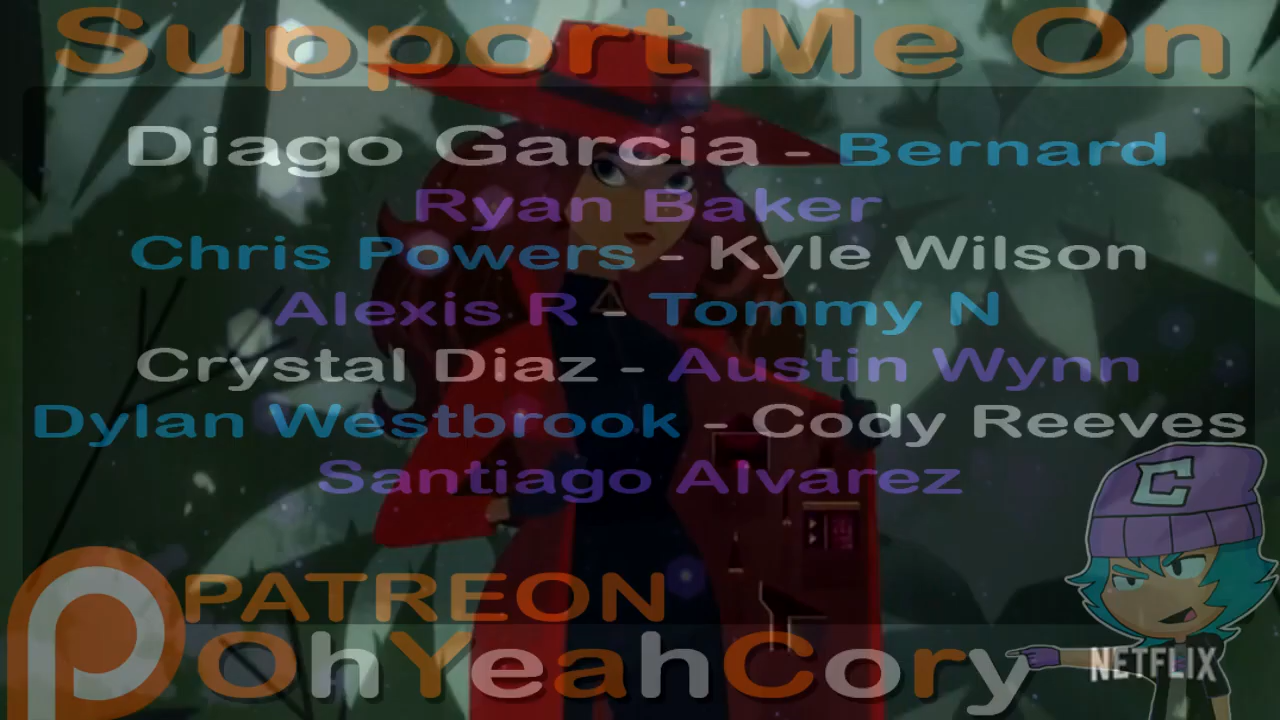 Support Me On
Diago Garcia - Bernard
Ryan Baker
Chris Powers - Kyle Wilson
Alexis R - Tommy N
Crystal Diaz - Austin Wynn
Dylan Westbrook - Cody Reeves
Santiago Alvarez
C
PATREON
OhYeahCory
NETFLIX